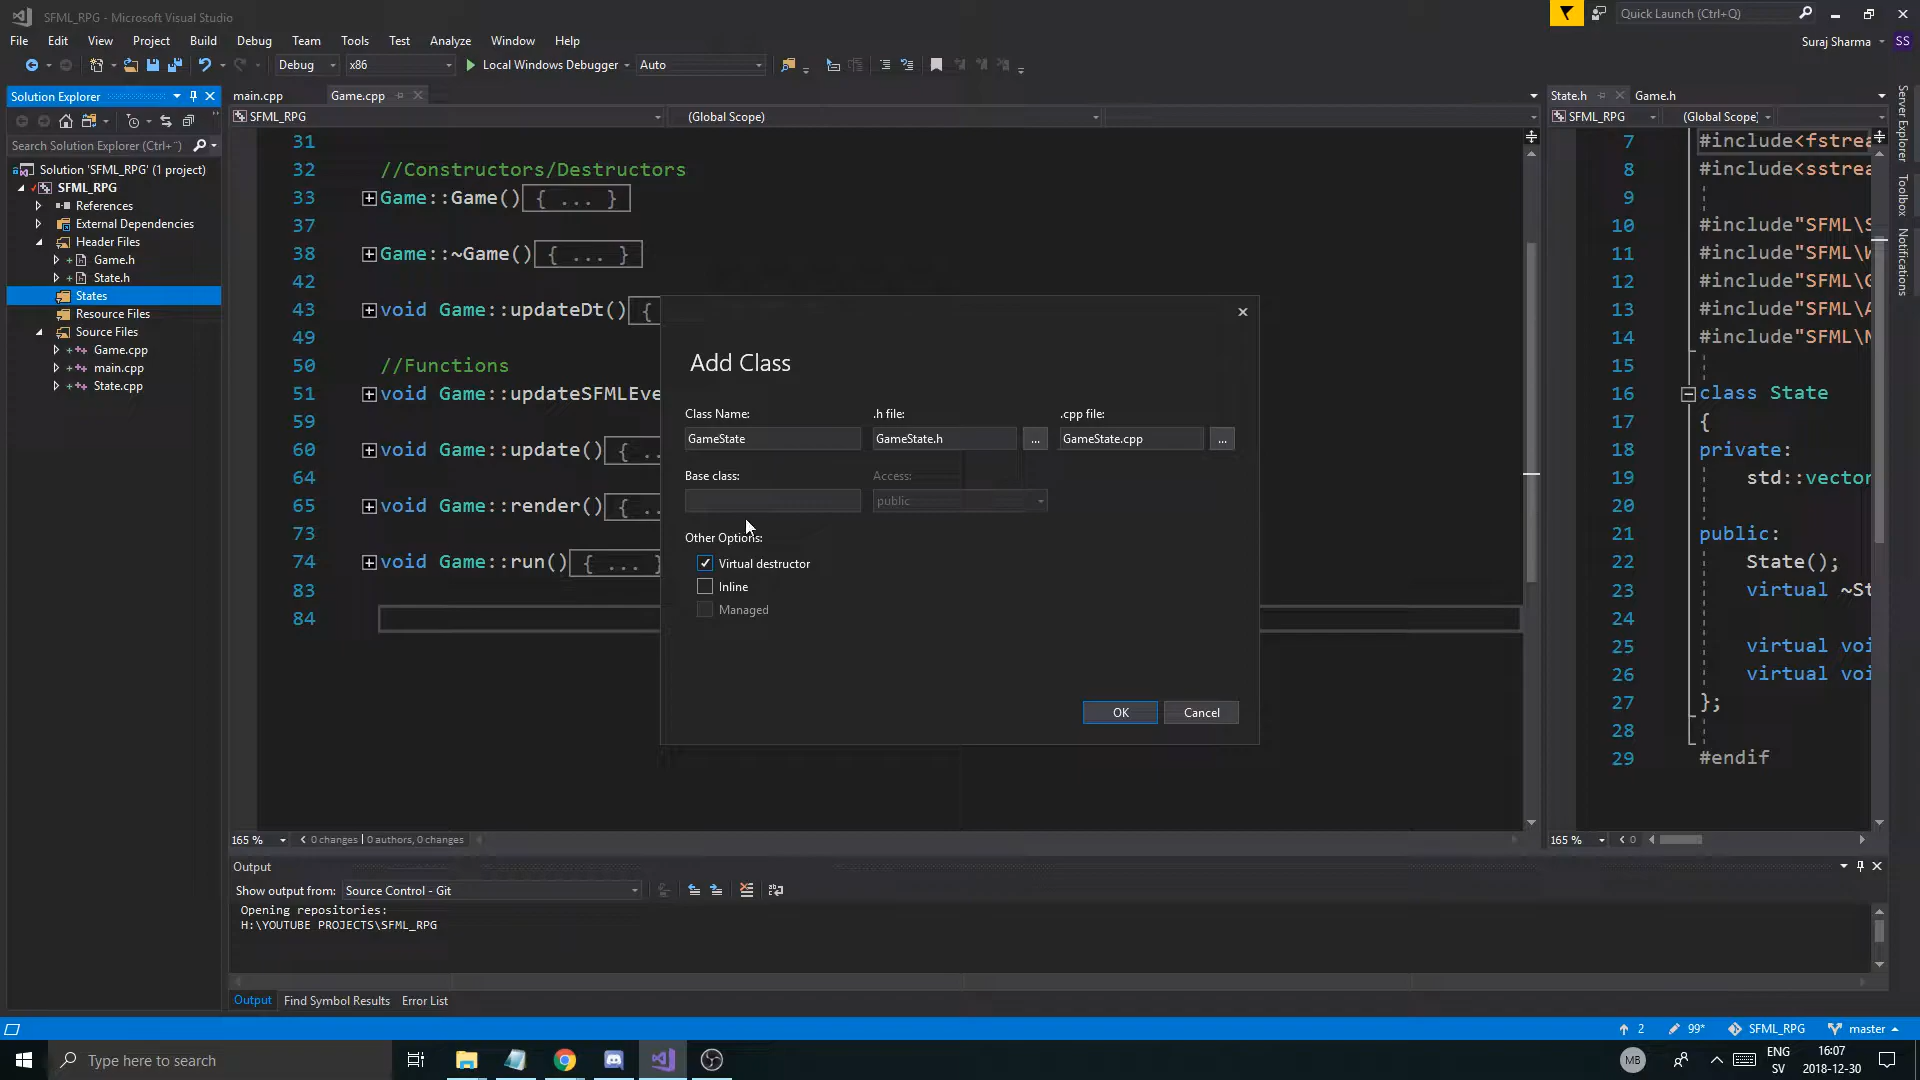 SFML_RPG - Microsoft Visual Studio
Quick Launch (Ctrl+Q)
File Edit View Project Build Debug Team Tools Test Analyze Window Help
Suraj Sharma SS
Debug x86 Local Windows Debugger Auto
Solution Explorer
main.cpp Game.cpp
State.h Game.h
SFML_RPG (Global Scope)
SFML_RPG (Global Scope)
Search Solution Explorer (Ctrl+¨)
Solution 'SFML_RPG' (1 project)
SFML_RPG
References
External Dependencies
Header Files
Game.h
State.h
States
Resource Files
Source Files
Game.cpp
main.cpp
State.cpp
31
32 //Constructors/Destructors
33 Game::Game(){ ... }
37
38 Game::~Game(){ ... }
42
43 void Game::updateDt(){
49
50 //Functions
51 void Game::updateSFMLEve
59
60 void Game::update(){ ..
64
65 void Game::render(){ ..
73
74 void Game::run(){ ... }
83
84
Add Class
Class Name: .h file: .cpp file:
GameState GameState.h ... GameState.cpp ...
Base class: Access:
public
Other Options:
Virtual destructor
Inline
Managed
OK Cancel
7 #include<fstrea
8 #include<sstrea
9
10 #include"SFML\S
11 #include"SFML\W
12 #include"SFML\G
13 #include"SFML\A
14 #include"SFML\N
15
16 class State
17 {
18 private:
19 std::vector
20
21 public:
22 State();
23 virtual ~St
24
25 virtual voi
26 virtual voi
27 };
28
29 #endif
Server Explorer
Toolbox
Notifications
165 % 0 changes | 0 authors, 0 changes
165 % 0
Output
Show output from: Source Control - Git
Opening repositories:
H:\YOUTUBE PROJECTS\SFML_RPG
Output Find Symbol Results Error List
2 99* SFML_RPG master
Type here to search
MB
ENG
SV
16:07
2018-12-30